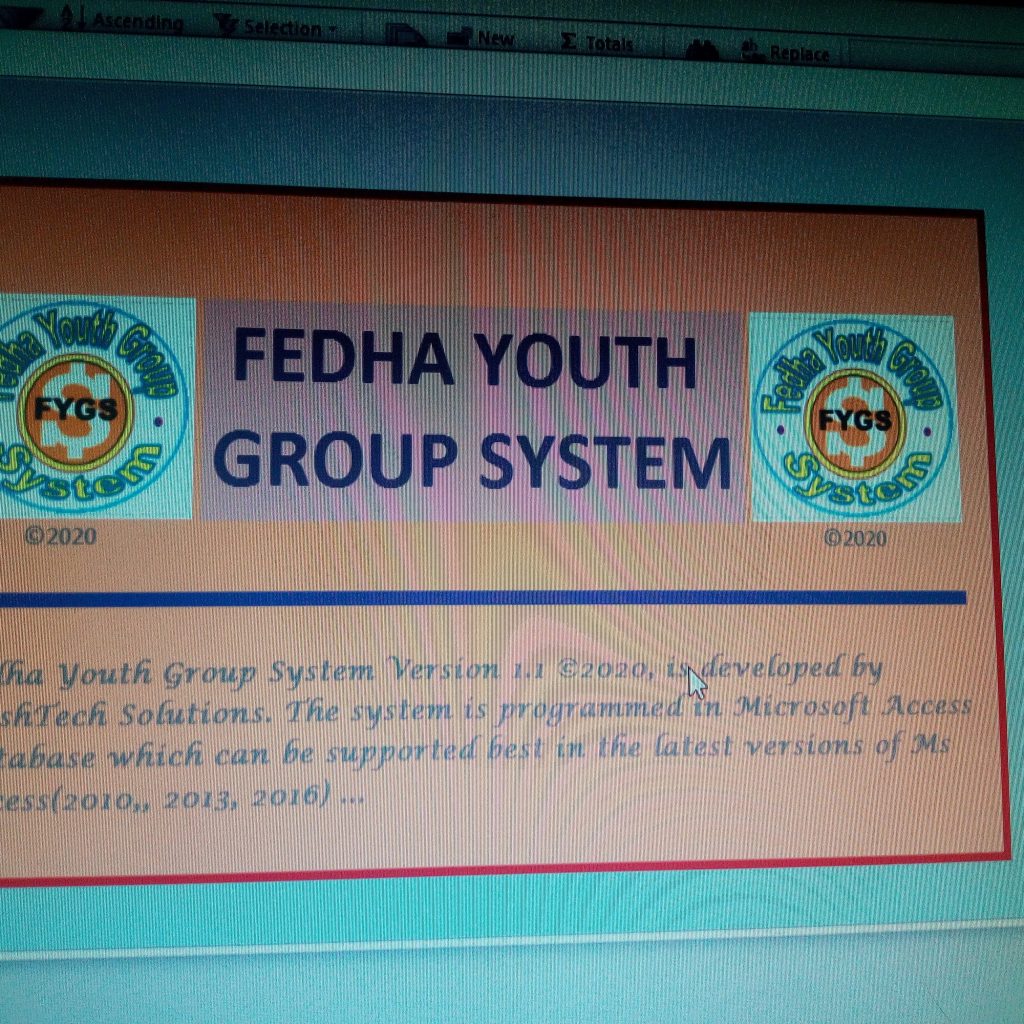 Ascending Selection New Σ Totals Replace
Fedha Youth Group
FYGS
System
©2020
FEDHA YOUTH
GROUP SYSTEM
Fedha Youth Group
FYGS
System
©2020
dha Youth Group System Version 1.1 ©2020, is developed by
shTech Solutions. The system is programmed in Microsoft Access
tabase which can be supported best in the latest versions of Ms
cess(2010,, 2013, 2016) ...